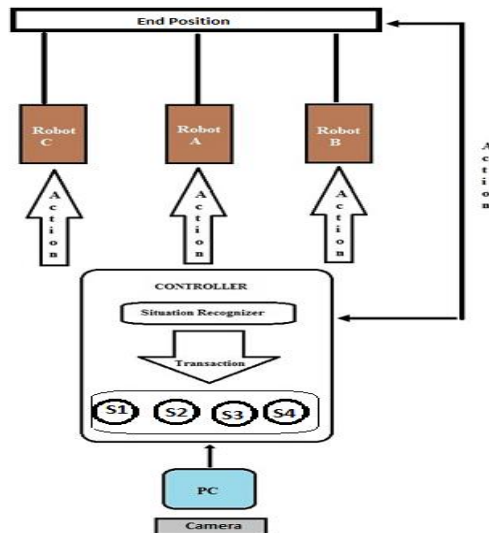 End Position
Robot
C
Robot
A
Robot
B
Action
Action
Action
Action
CONTROLLER
Situation Recognizer
Transaction
S1 S2 S3 S4
PC
Camera